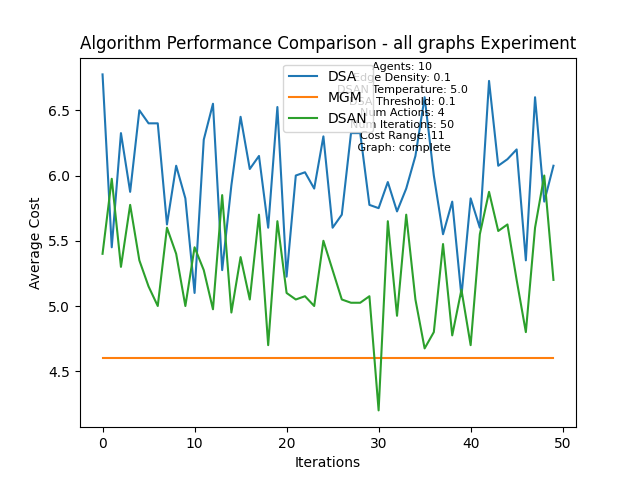 Algorithm Performance Comparison - all graphs Experiment
Agents: 10
Edge Density: 0.1
DSAN Temperature: 5.0
DSA Threshold: 0.1
Num Actions: 4
Num Iterations: 50
Cost Range: 11
Graph: complete
DSA
MGM
DSAN
Average Cost
6.5
6.0
5.5
5.0
4.5
0
10
20
30
40
50
Iterations